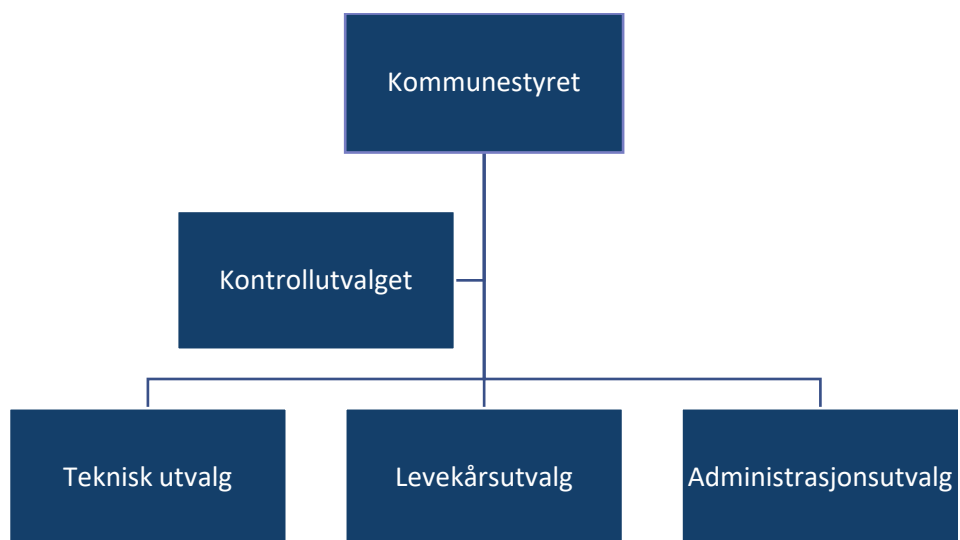 Kommunestyret
Kontrollutvalget
Teknisk utvalg
Levekårsutvalg
Administrasjonsutvalg